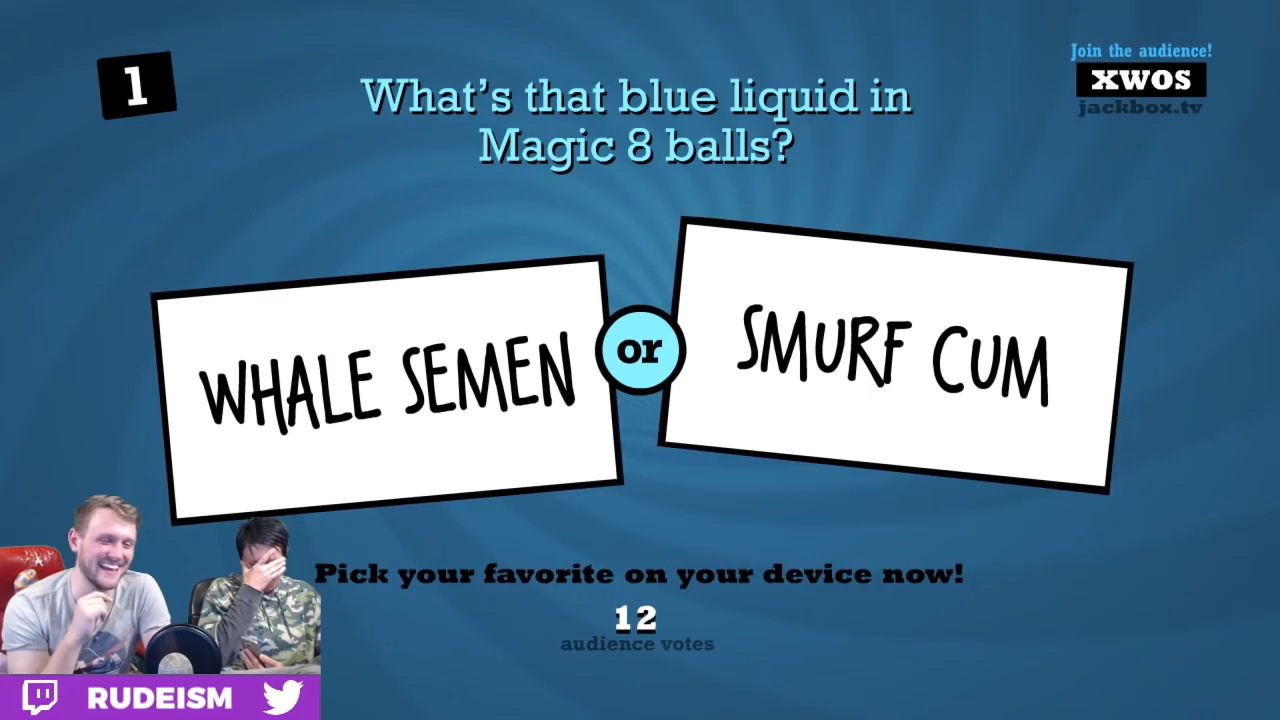 1
Join the audience!
XWOS
jackbox.tv
What's that blue liquid in
Magic 8 balls?
WHALE SEMEN
or
SMURF CUM
Pick your favorite on your device now!
12
audience votes
RUDEISM